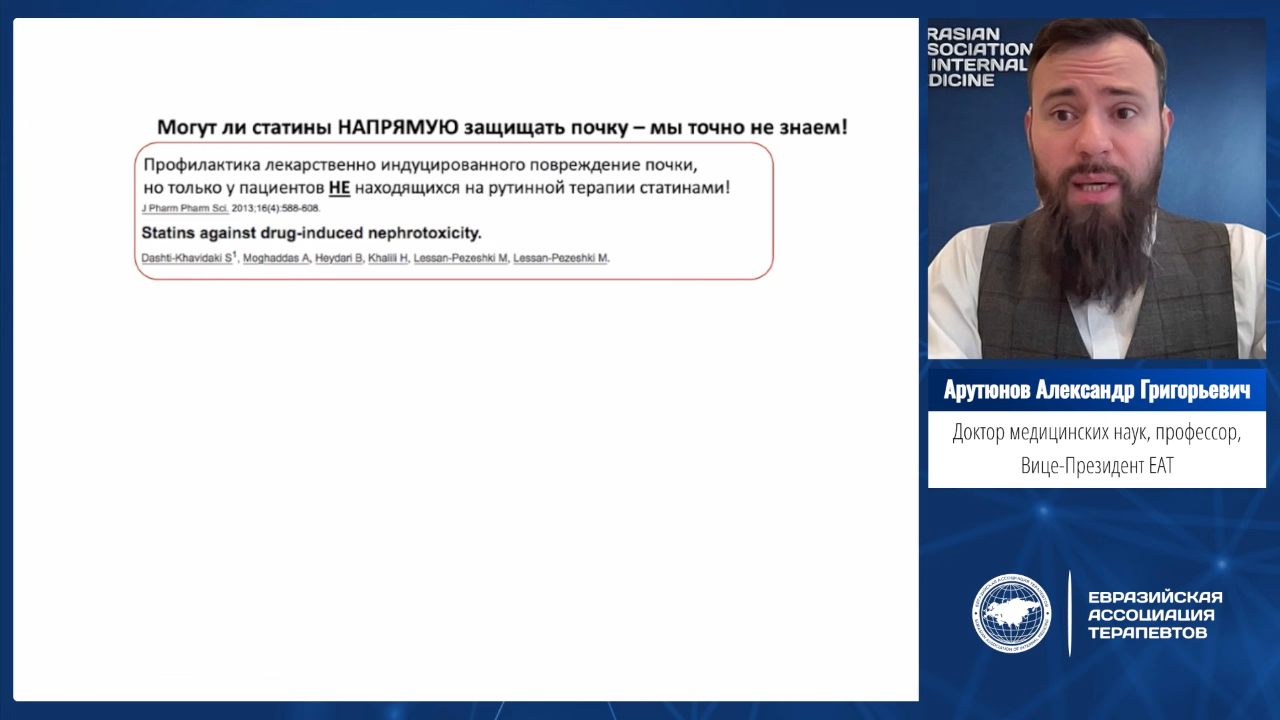 Могут ли статины НАПРЯМУЮ защищать почку – мы точно не знаем!
Профилактика лекарственно индуцированного повреждение почки,
но только у пациентов НЕ находящихся на рутинной терапии статинами!
J Pharm Pharm Sci. 2013;16(4):588-608.
Statins against drug-induced nephrotoxicity.
Dashti-Khavidaki S1, Moghaddas A, Heydari B, Khalili H, Lessan-Pezeshki M, Lessan-Pezeshki M.
RASIAN
SOCIATION
INTERNAL
DICINE
Арутюнов Александр Григорьевич
Доктор медицинских наук, профессор,
Вице-Президент ЕАТ
ЕВРАЗИЙСКАЯ
АССОЦИАЦИЯ
ТЕРАПЕВТОВ